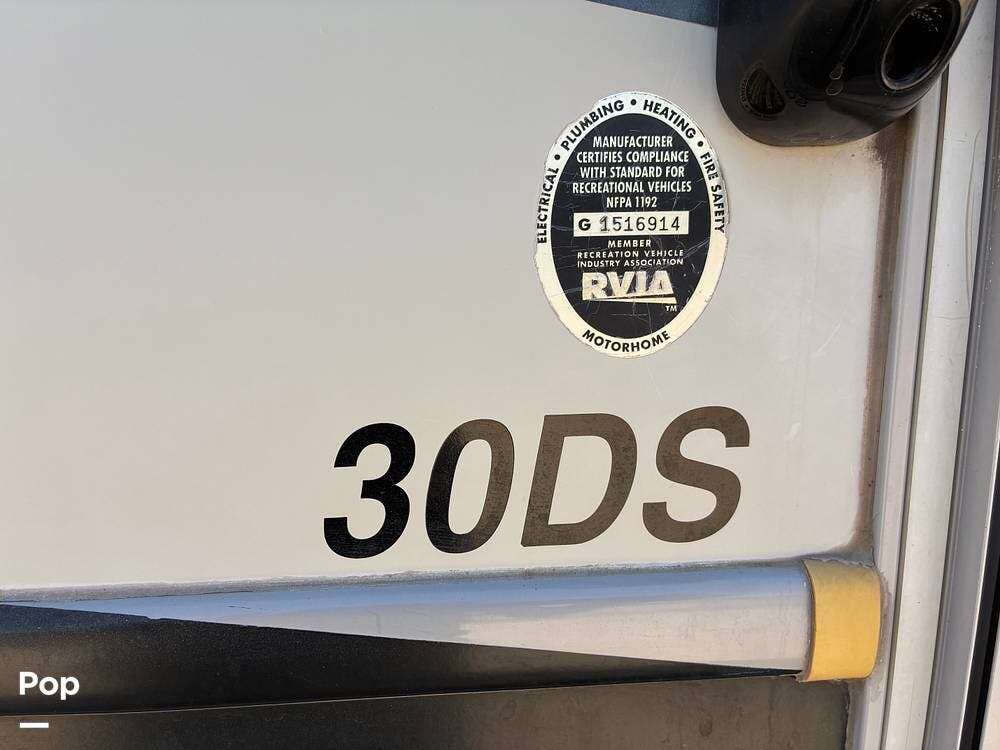 ELECTRICAL • PLUMBING • HEATING • FIRE SAFETY
MANUFACTURER
CERTIFIES COMPLIANCE
WITH STANDARD FOR
RECREATIONAL VEHICLES
NFPA 1192
G 1516914
MEMBER
RECREATION VEHICLE
INDUSTRY ASSOCIATION
RVIA
TM
MOTORHOME
30DS
Pop